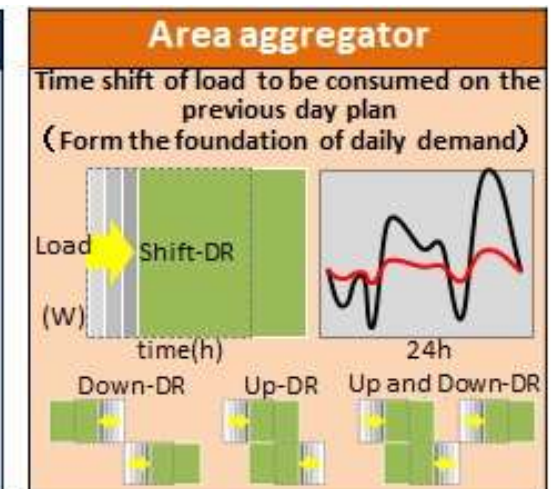 Area aggregator
Time shift of load to be consumed on the
previous day plan
(Form the foundation of daily demand)
Load
Shift-DR
(W)
time(h)
24h
Down-DR
Up-DR
Up and Down-DR